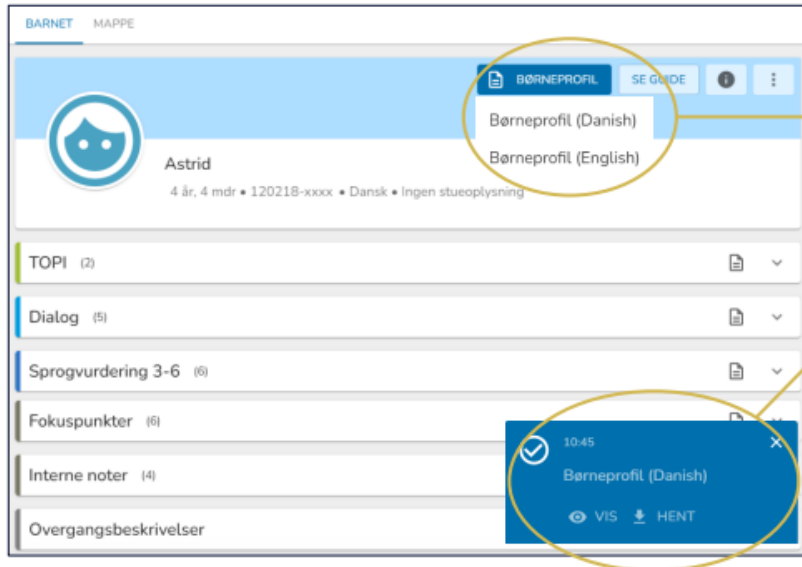 BARNET MAPPE
BØRNEPROFIL SE GUIDE
Børneprofil (Danish)
Børneprofil (English)
Astrid
4 år, 4 mdr • 120218-xxxx • Dansk • Ingen stueoplysning
TOPI (2)
Dialog (5)
Sprogvurdering 3-6 (6)
Fokuspunkter (6)
Interne noter (4)
Overgangsbeskrivelser
10:45
Børneprofil (Danish)
VIS HENT